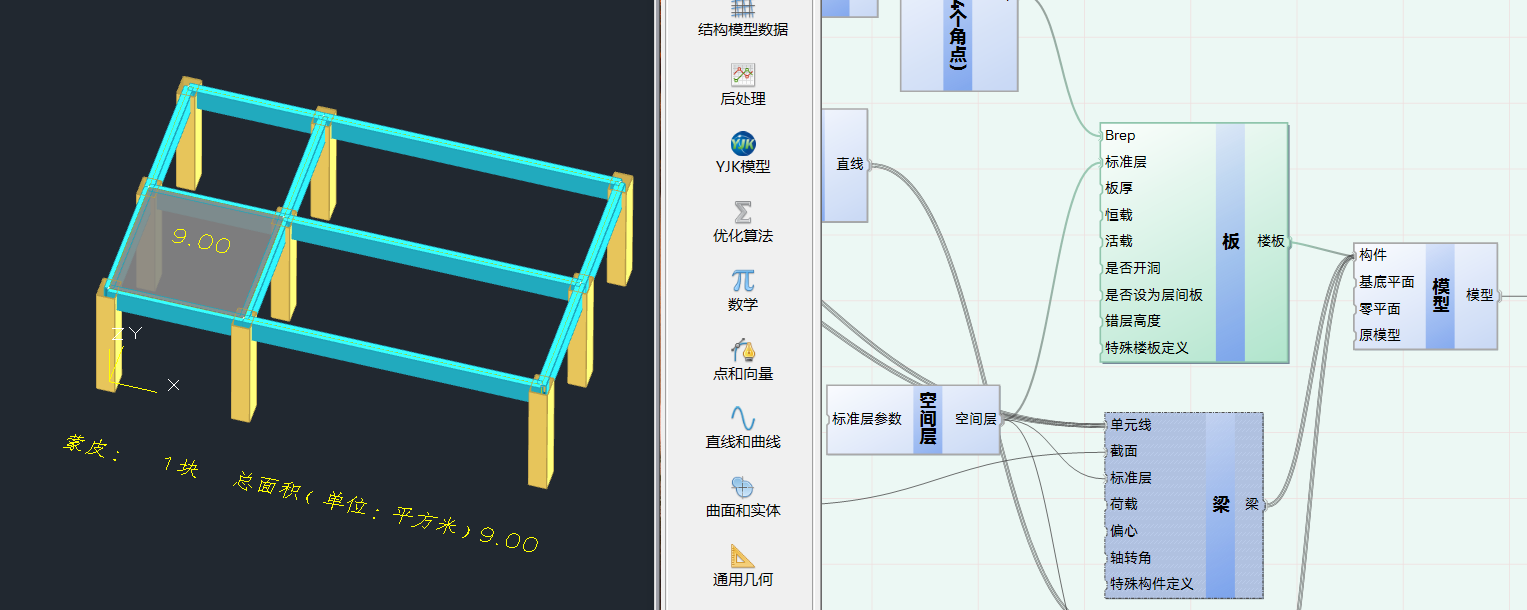 9.00
Z Y
X
蒙皮： 1块 总面积(单位：平方米)9.00
结构模型数据
后处理
YJK
YJK模型
优化算法
数学
点和向量
直线和曲线
曲面和实体
通用几何
个角点)
直线
Brep
标准层
板厚
恒载
活载
是否开洞
是否设为层间板
错层高度
特殊楼板定义
板
楼板
构件
基底平面
零平面
原模型
模型
模型
标准层参数
空间层
空间层
单元线
截面
标准层
荷载
偏心
轴转角
特殊构件定义
梁
梁